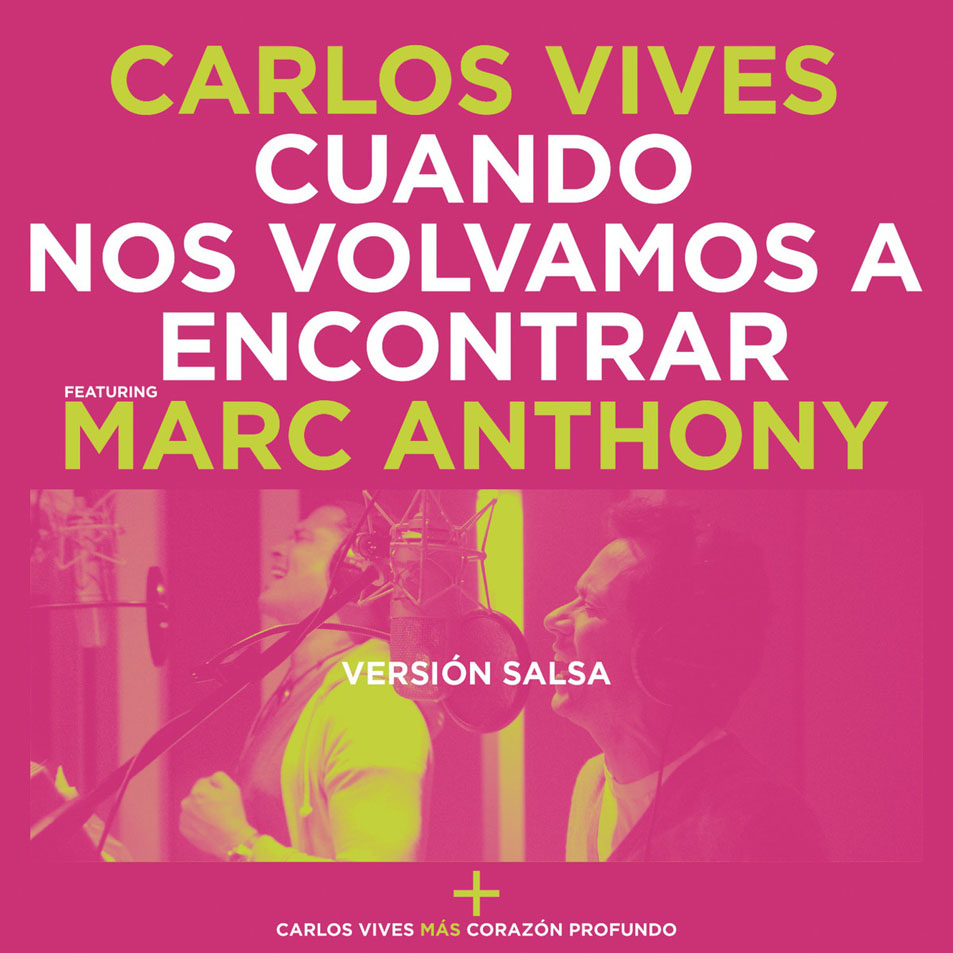 CARLOS VIVES
CUANDO
NOS VOLVAMOS A
ENCONTRAR
FEATURING
MARC ANTHONY
VERSIÓN SALSA
+
CARLOS VIVES MÁS CORAZÓN PROFUNDO